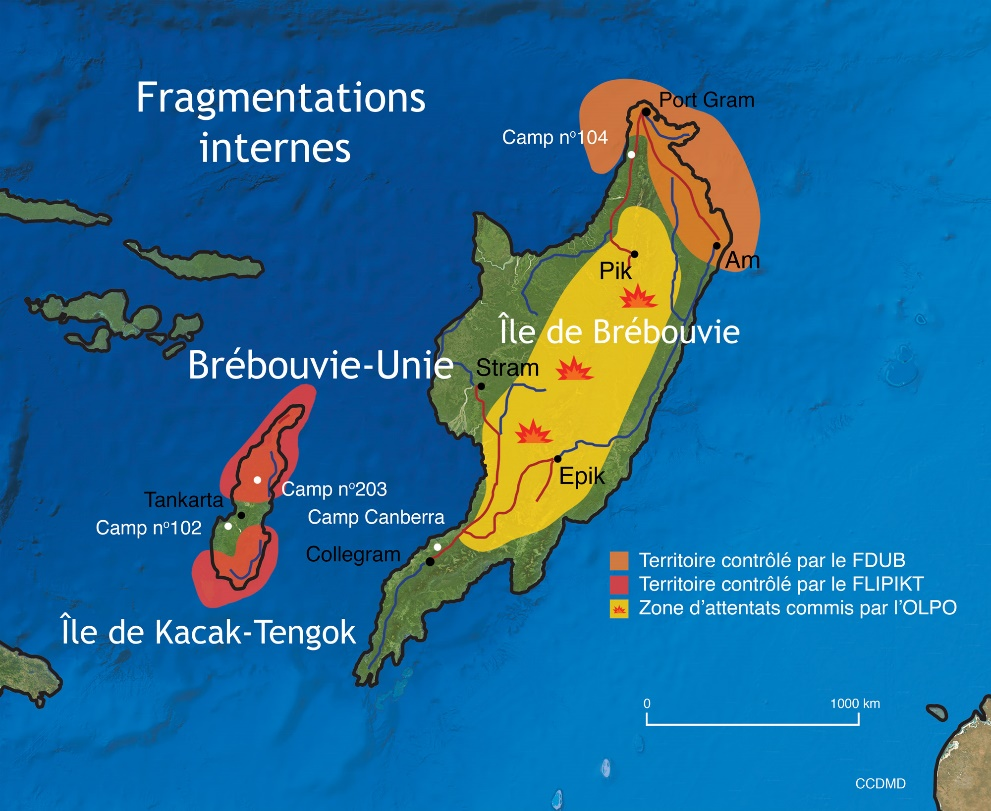 Fragmentations
internes
Port Gram
Camp nº104
Am
Pik
Île de Brébouvie
Brébouvie-Unie
Stram
Epik
Camp nº203
Tankarta
Camp Canberra
Camp nº102
Collegram
Île de Kacak-Tengok
Territoire contrôlé par le FDUB
Territoire contrôlé par le FLIPIKT
Zone d'attentats commis par l'OLPO
0 1000 km
CCDMD